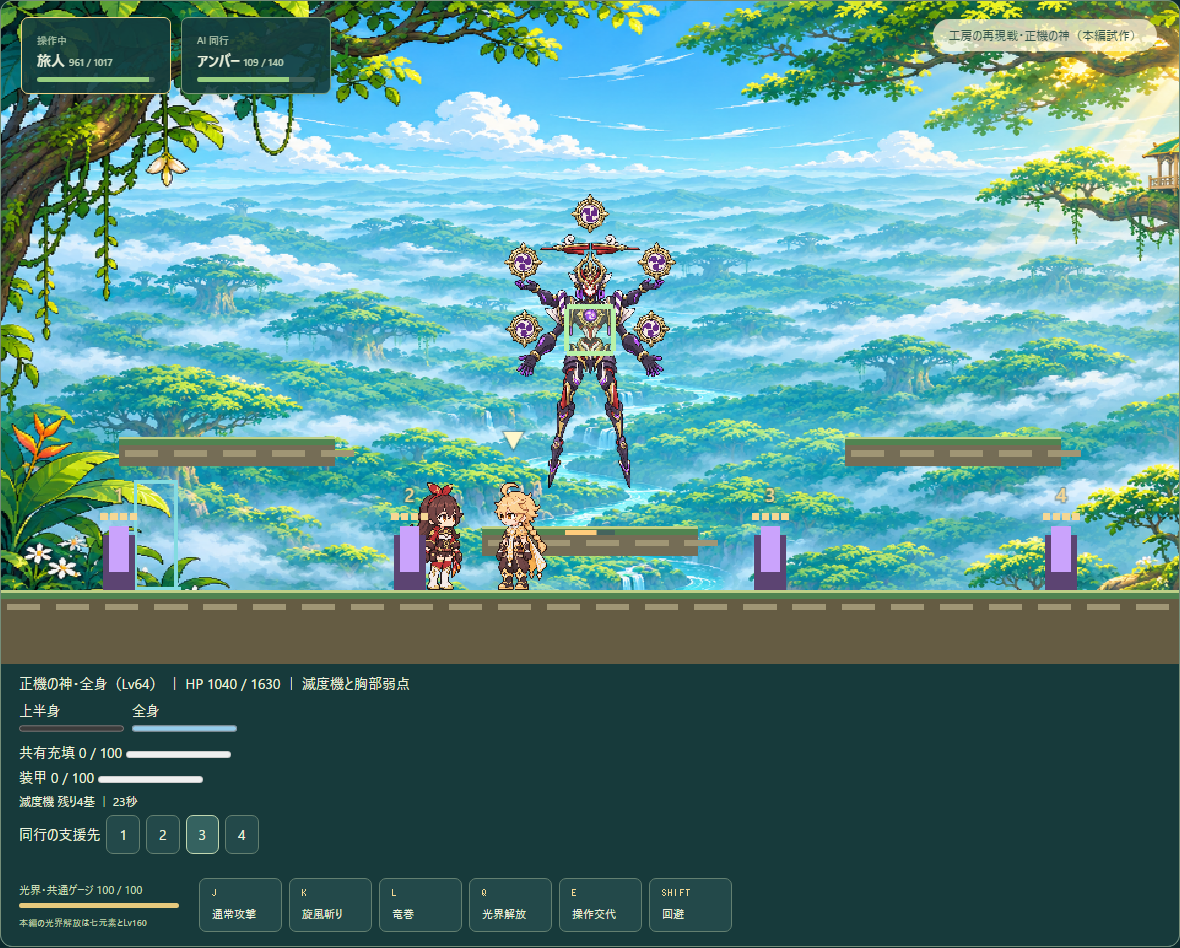 操作中
旅人 961 / 1017
AI 同行
アンバー 109 / 140
工房の再現戦・正機の神（本編試作）
1
2
3
4
正機の神・全身（Lv64） ｜ HP 1040 / 1630 ｜ 滅度機と胸部弱点
上半身 全身
共有充填 0 / 100
装甲 0 / 100
滅度機 残り4基 ｜ 23秒
同行の支援先 1 2 3 4
光界・共通ゲージ 100 / 100
本編の光界解放は七元素とLv160
J
通常攻撃
K
旋風斬り
L
竜巻
Q
光界解放
E
操作交代
SHIFT
回避